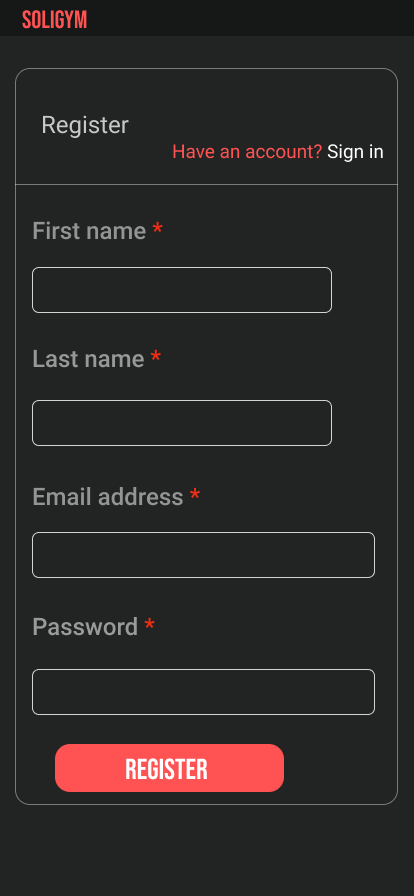 SOLIGYM
Register
Have an account? Sign in
First name *
Last name *
Email address *
Password *
REGISTER